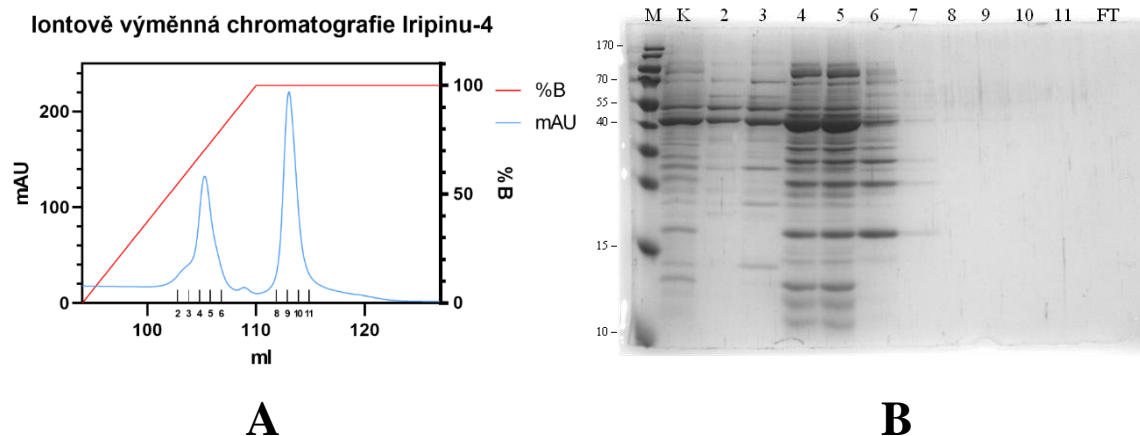 Iontově výměnná chromatografie Iripinu-4
200
100
0
mAU
100
50
0
% B
%B
mAU
2 3 4 5 6 8 9 10 11
100 110 120
ml
A
M K 2 3 4 5 6 7 8 9 10 11 FT
170
70
55
40
15
10
B